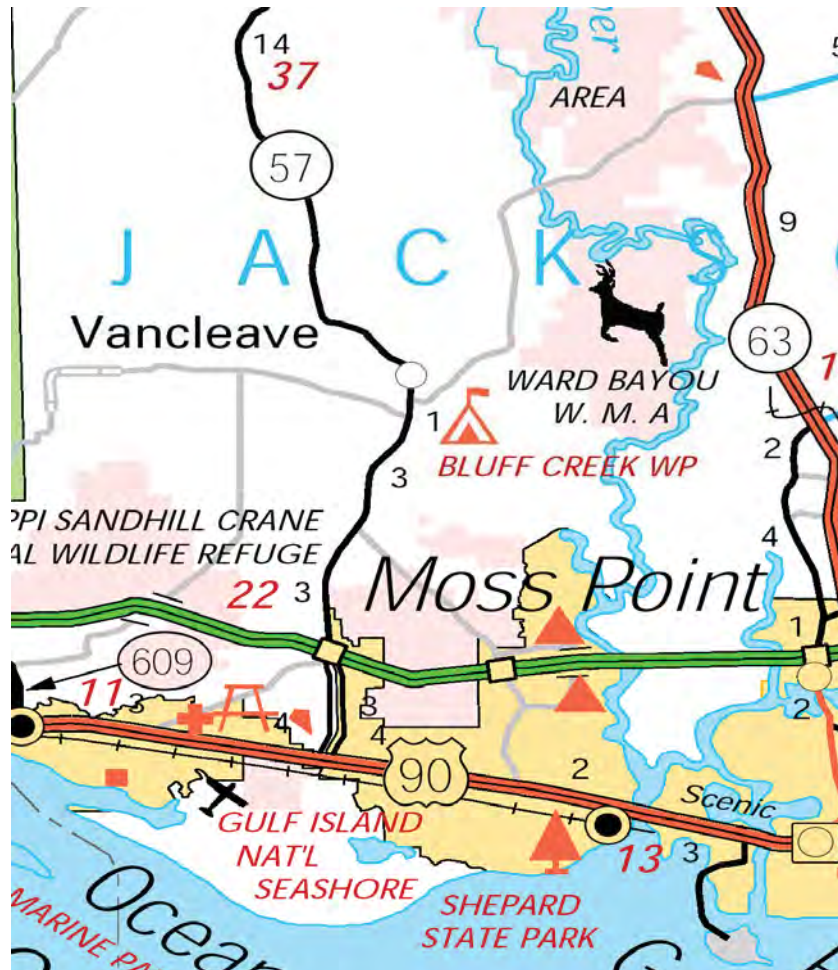 14
37
AREA
57
J A C K S
9
Vancleave
63
WARD BAYOU
W. M. A
1
2
BLUFF CREEK WP
3
PPI SANDHILL CRANE
AL WILDLIFE REFUGE
4
22
3
Moss Point
1
609
11
3
3
2
4
4
90
2
Scenic
GULF ISLAND
NAT'L
SEASHORE
13
3
SHEPARD
STATE PARK
MARINE PA
Ocean